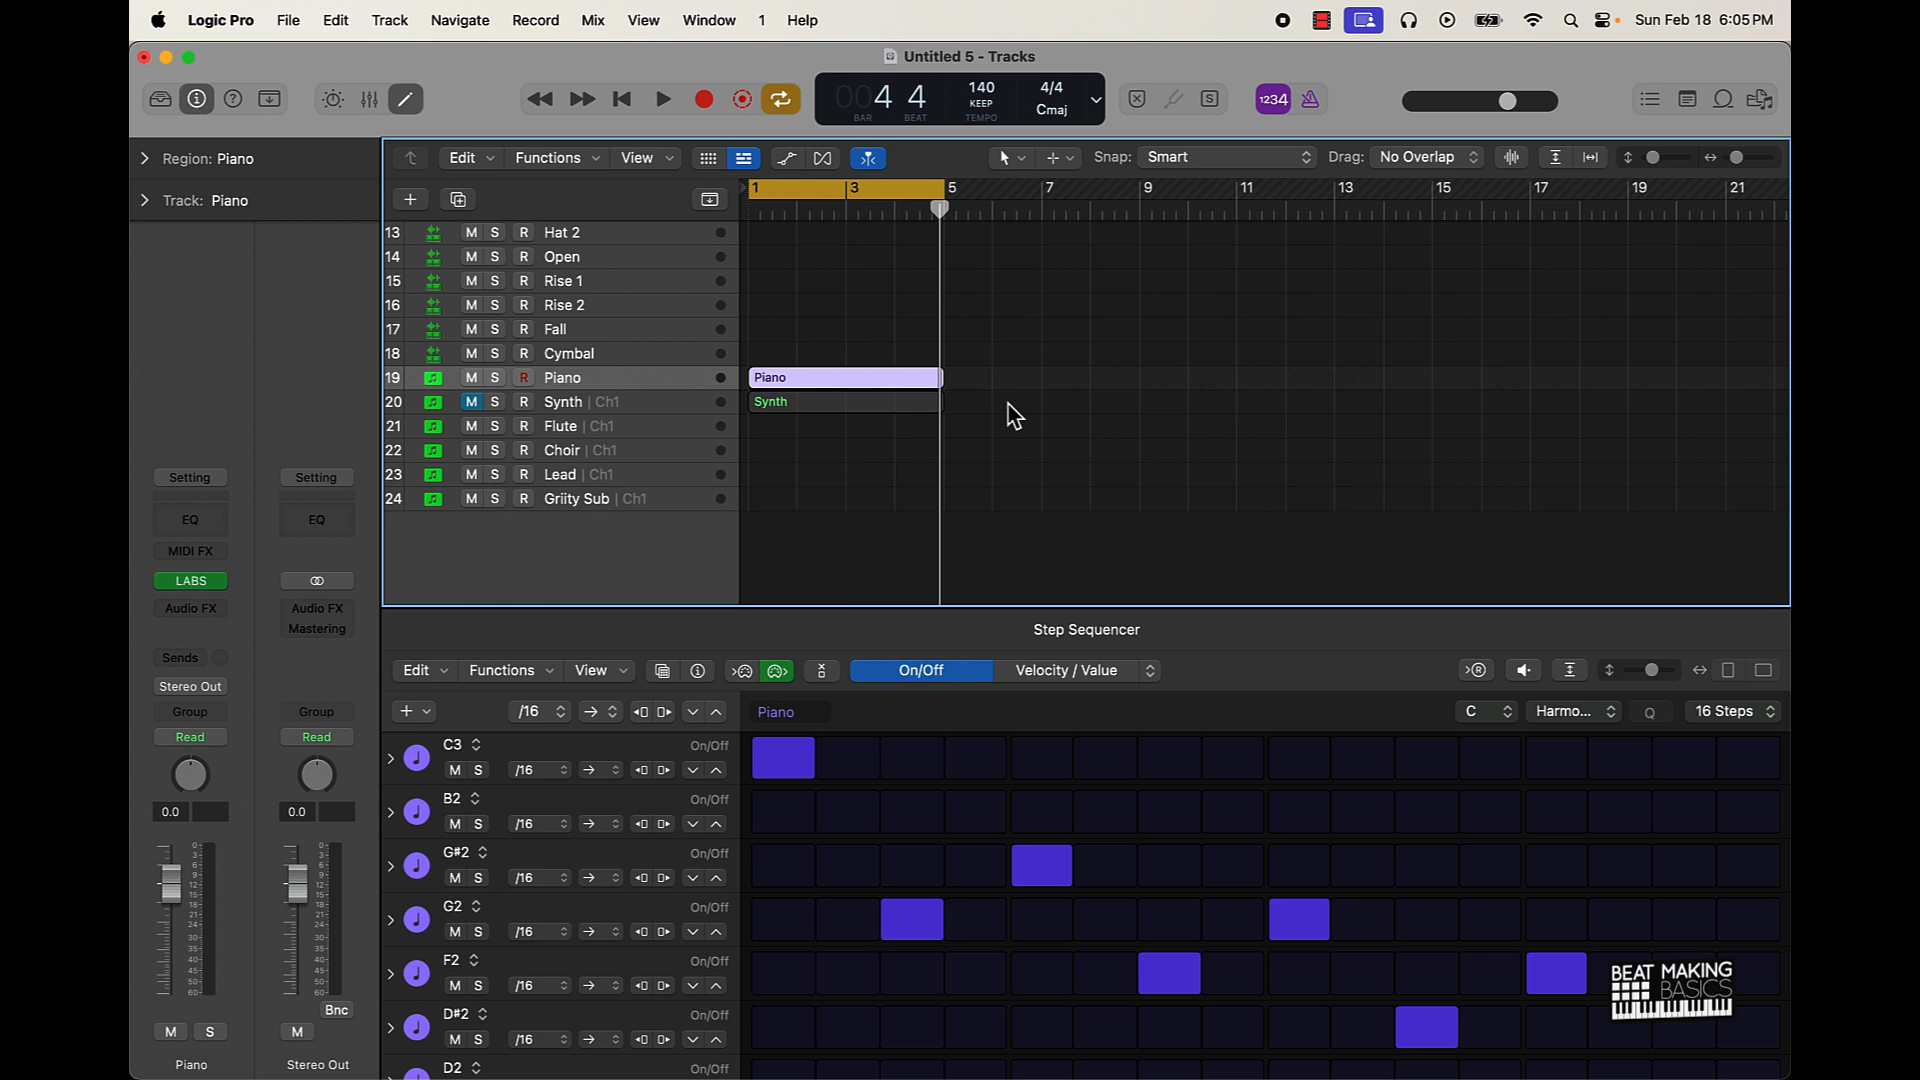 Logic Pro File Edit Track Navigate Record Mix View Window 1 Help Sun Feb 18 6:05 PM
Untitled 5 - Tracks
004 4 140 4/4
KEEP Cmaj
BAR BEAT TEMPO
1234
Region: Piano
Edit Functions View Snap: Smart Drag: No Overlap
Track: Piano
1 3 5 7 9 11 13 15 17 19 21
13 M S R Hat 2
14 M S R Open
15 M S R Rise 1
16 M S R Rise 2
17 M S R Fall
18 M S R Cymbal
19 M S R Piano Piano
20 M S R Synth | Ch1 Synth
21 M S R Flute | Ch1
22 M S R Choir | Ch1
23 M S R Lead | Ch1
24 M S R Griity Sub | Ch1
Setting Setting
EQ EQ
MIDI FX
LABS
Audio FX Audio FX
Mastering
Sends
Stereo Out
Group Group
Read Read
0.0 0.0
Bnc
M S M
Piano Stereo Out
Step Sequencer
Edit Functions View On/Off Velocity / Value
/16 Piano C Harmo... Q 16 Steps
C3 On/Off
M S /16
B2 On/Off
M S /16
G#2 On/Off
M S /16
G2 On/Off
M S /16
F2 On/Off
M S /16
D#2 On/Off
M S /16
D2 On/Off
BEAT MAKING
BASICS